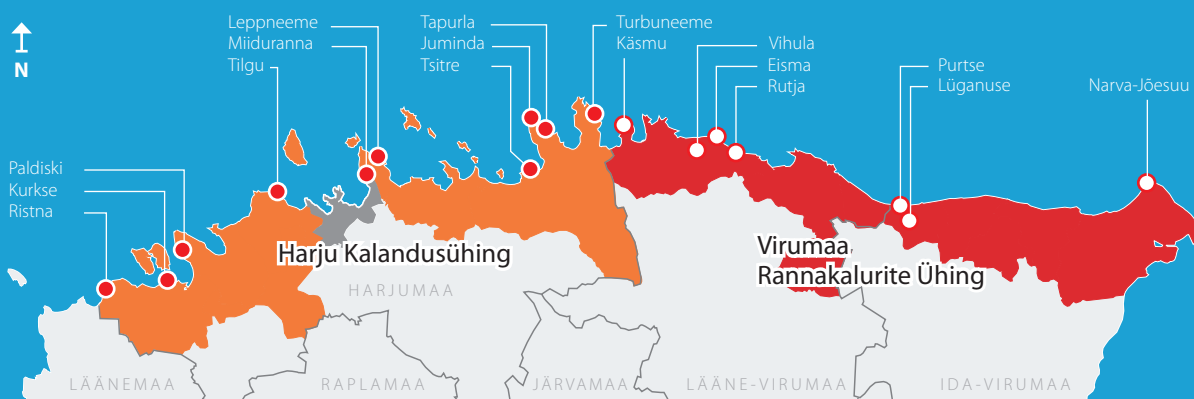 N
Leppneeme
Miiduranna
Tilgu
Tapurla
Juminda
Tsitre
Turbuneeme
Käsmu
Vihula
Eisma
Rutja
Purtse
Lüganuse
Narva-Jõesuu
Paldiski
Kurkse
Ristna
Harju Kalandusühing
Virumaa
Rannakalurite Ühing
HARJUMAA
LÄÄNEMAA
RAPLAMAA
JÄRVAMAA
LÄÄNE-VIRUMAA
IDA-VIRUMAA